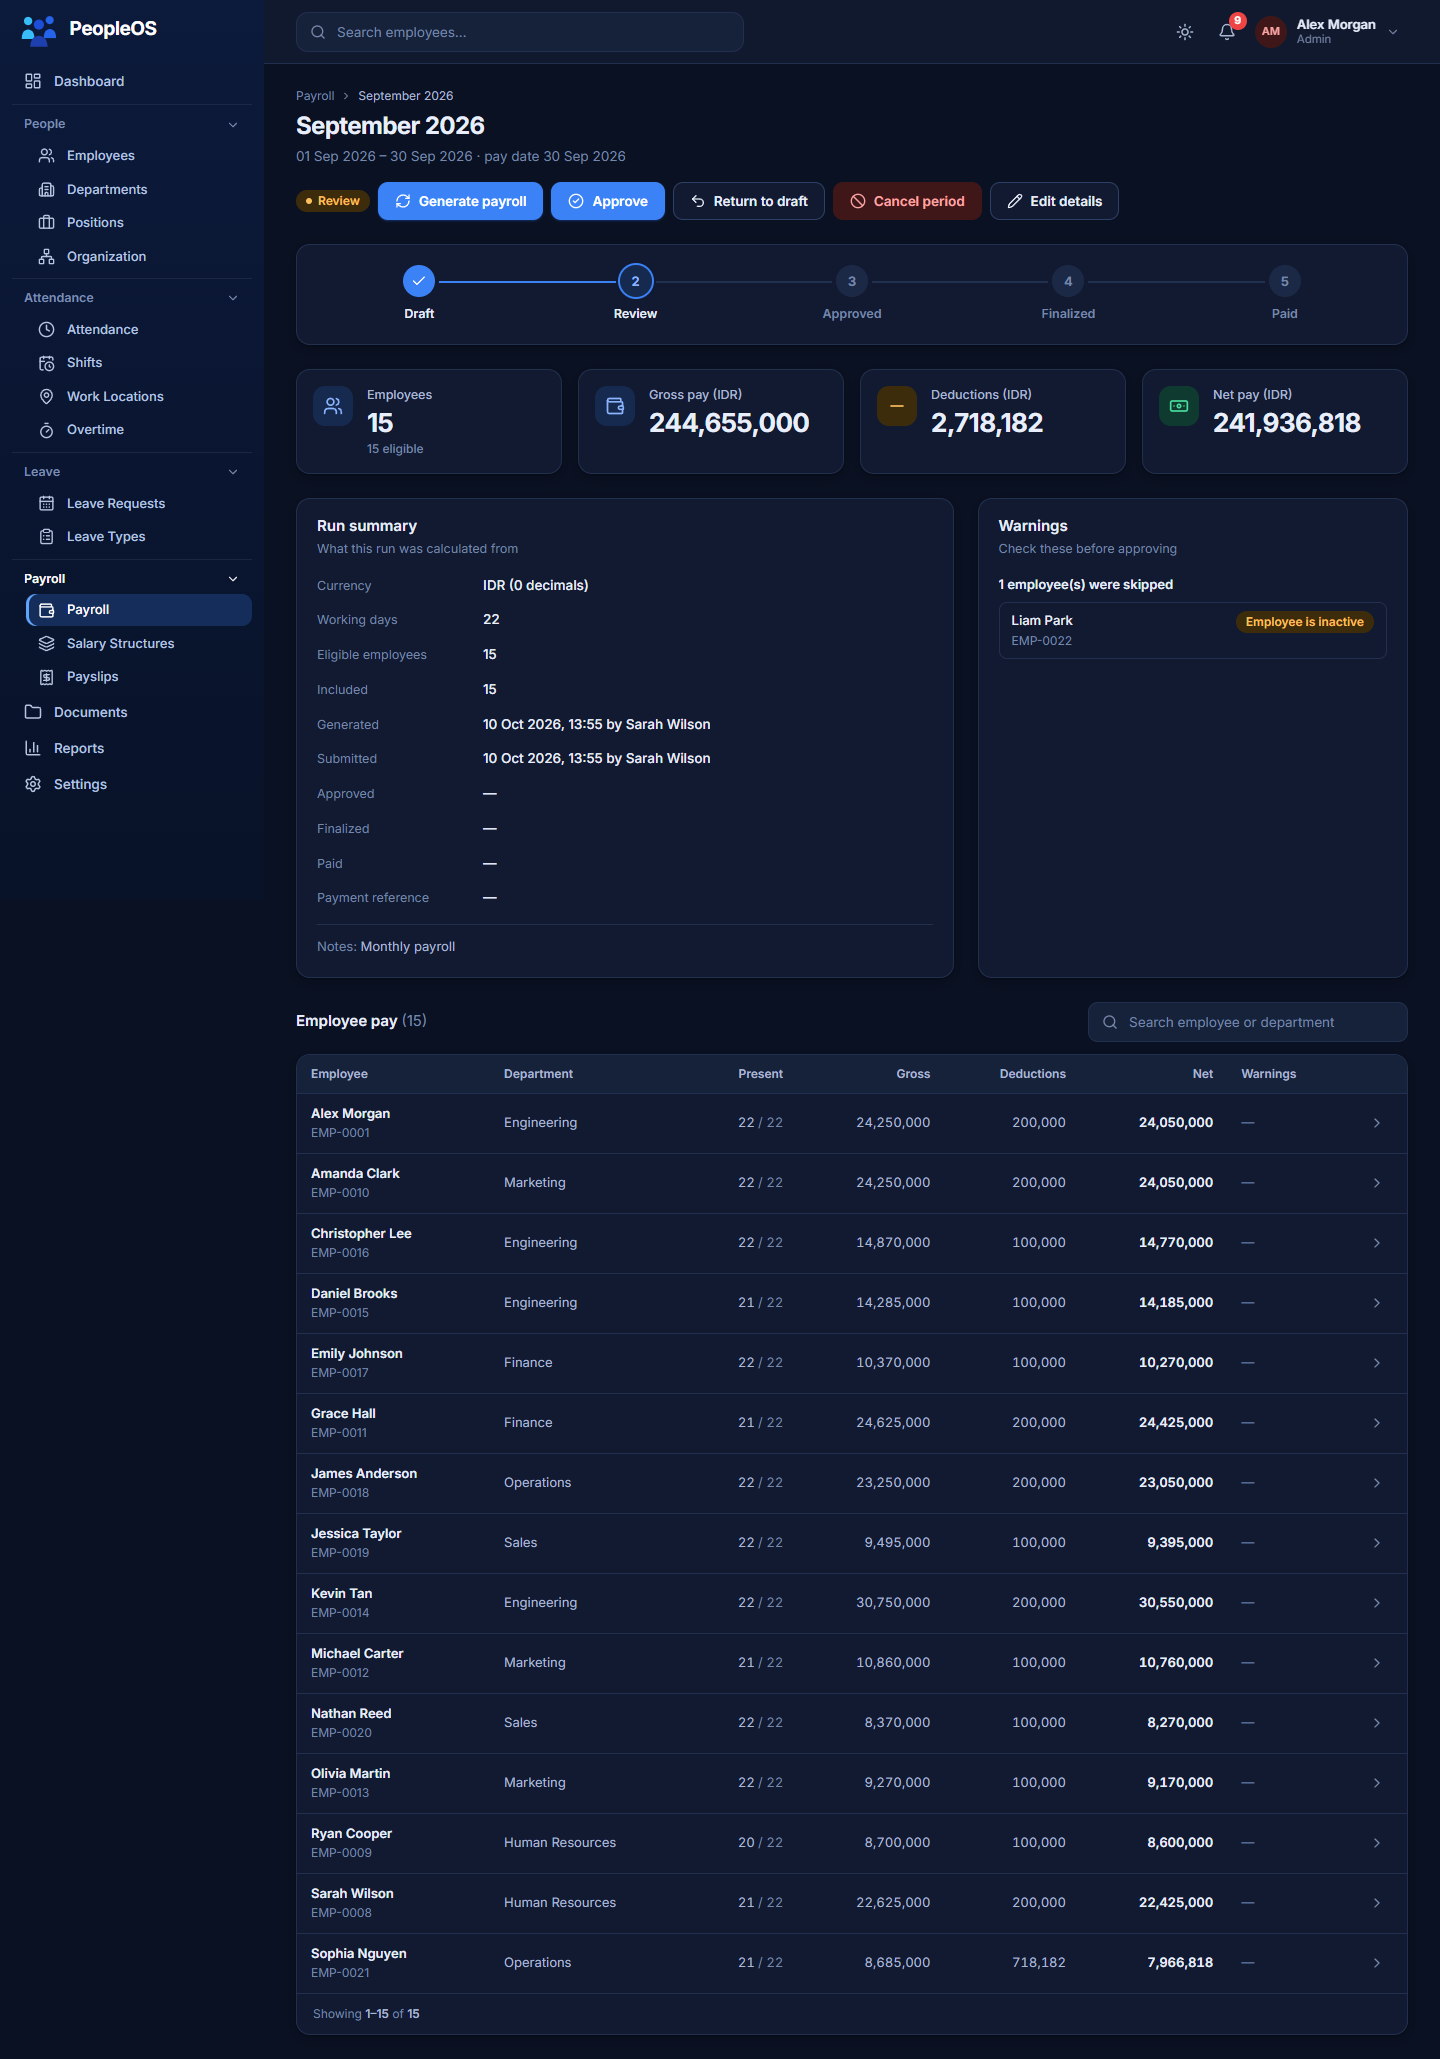 PeopleOS
Search employees...
9
AM
Alex Morgan
Admin
Dashboard
People
Employees
Departments
Positions
Organization
Attendance
Attendance
Shifts
Work Locations
Overtime
Leave
Leave Requests
Leave Types
Payroll
Payroll
Salary Structures
Payslips
Documents
Reports
Settings
Payroll > September 2026
September 2026
01 Sep 2026 – 30 Sep 2026 · pay date 30 Sep 2026
Review
Generate payroll
Approve
Return to draft
Cancel period
Edit details
2 3 4 5
Draft Review Approved Finalized Paid
Employees
15
15 eligible
Gross pay (IDR)
244,655,000
Deductions (IDR)
2,718,182
Net pay (IDR)
241,936,818
Run summary
What this run was calculated from
Currency IDR (0 decimals)
Working days 22
Eligible employees 15
Included 15
Generated 10 Oct 2026, 13:55 by Sarah Wilson
Submitted 10 Oct 2026, 13:55 by Sarah Wilson
Approved —
Finalized —
Paid —
Payment reference —
Notes: Monthly payroll
Warnings
Check these before approving
1 employee(s) were skipped
Liam Park
EMP-0022
Employee is inactive
Employee pay (15)
Search employee or department
Employee Department Present Gross Deductions Net Warnings
Alex Morgan
EMP-0001
Engineering 22 / 22 24,250,000 200,000 24,050,000 —
Amanda Clark
EMP-0010
Marketing 22 / 22 24,250,000 200,000 24,050,000 —
Christopher Lee
EMP-0016
Engineering 22 / 22 14,870,000 100,000 14,770,000 —
Daniel Brooks
EMP-0015
Engineering 21 / 22 14,285,000 100,000 14,185,000 —
Emily Johnson
EMP-0017
Finance 22 / 22 10,370,000 100,000 10,270,000 —
Grace Hall
EMP-0011
Finance 21 / 22 24,625,000 200,000 24,425,000 —
James Anderson
EMP-0018
Operations 22 / 22 23,250,000 200,000 23,050,000 —
Jessica Taylor
EMP-0019
Sales 22 / 22 9,495,000 100,000 9,395,000 —
Kevin Tan
EMP-0014
Engineering 22 / 22 30,750,000 200,000 30,550,000 —
Michael Carter
EMP-0012
Marketing 21 / 22 10,860,000 100,000 10,760,000 —
Nathan Reed
EMP-0020
Sales 22 / 22 8,370,000 100,000 8,270,000 —
Olivia Martin
EMP-0013
Marketing 22 / 22 9,270,000 100,000 9,170,000 —
Ryan Cooper
EMP-0009
Human Resources 20 / 22 8,700,000 100,000 8,600,000 —
Sarah Wilson
EMP-0008
Human Resources 21 / 22 22,625,000 200,000 22,425,000 —
Sophia Nguyen
EMP-0021
Operations 21 / 22 8,685,000 718,182 7,966,818 —
Showing 1–15 of 15